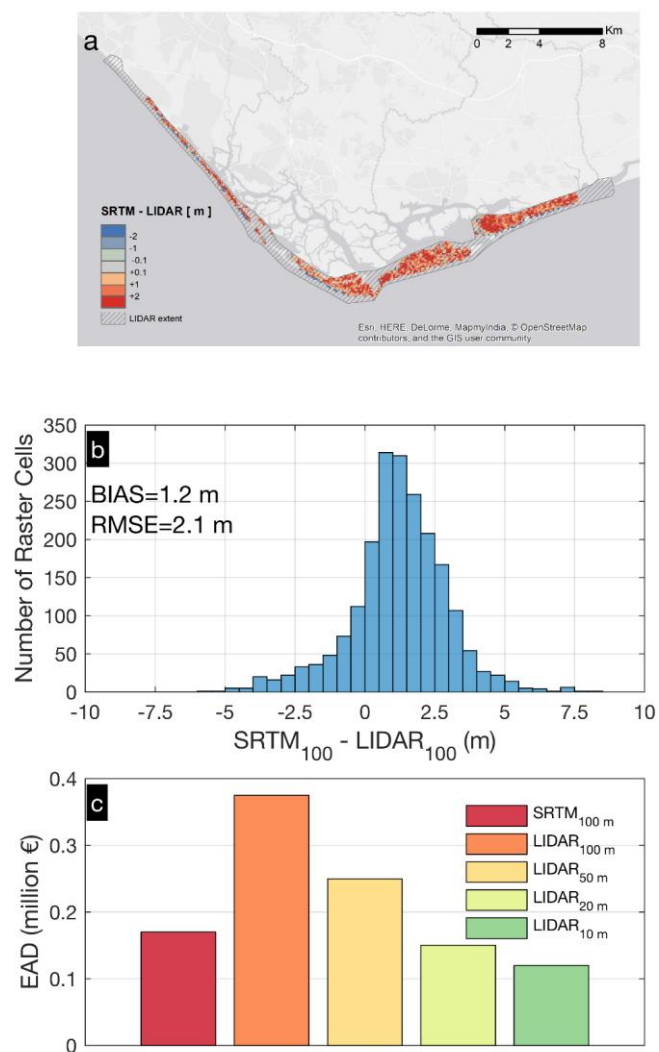 a
Km
0 2 4 8
SRTM - LIDAR [ m ]
-2
-1
-0.1
+0.1
+1
+2
LIDAR extent
Esri, HERE, DeLorme, MapmyIndia, © OpenStreetMap
contributors, and the GIS user community
b
BIAS=1.2 m
RMSE=2.1 m
Number of Raster Cells
350
300
250
200
150
100
50
0
-10 -7.5 -5 -2.5 0 2.5 5 7.5 10
SRTM100 - LIDAR100 (m)
c
EAD (million €)
0.4
0.3
0.2
0.1
0
SRTM100 m
LIDAR100 m
LIDAR50 m
LIDAR20 m
LIDAR10 m